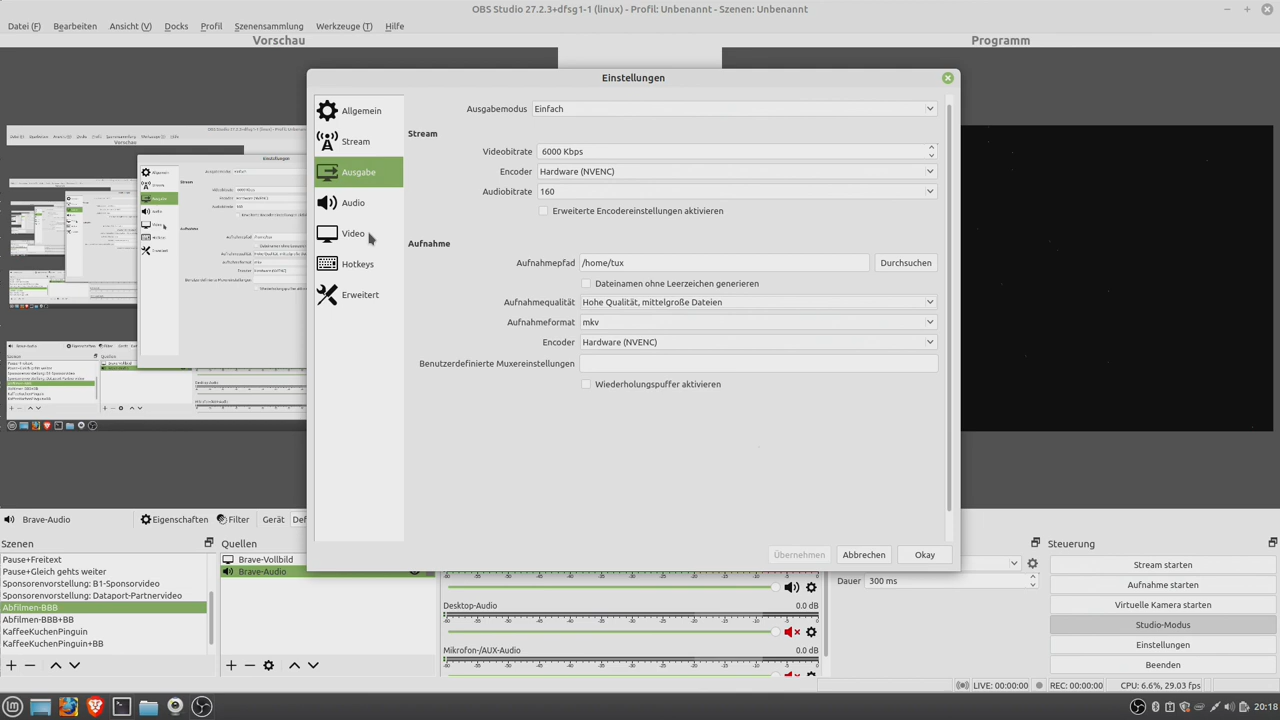 OBS Studio 27.2.3+dfsg1-1 (linux) - Profil: Unbenannt - Szenen: Unbenannt
Datei (F) Bearbeiten Ansicht (V) Docks Profil Szenensammlung Werkzeuge (T) Hilfe
Vorschau Programm
Einstellungen
Allgemein
Stream
Ausgabe
Audio
Video
Hotkeys
Erweitert
Ausgabemodus Einfach
Stream
Videobitrate 6000 Kbps
Encoder Hardware (NVENC)
Audiobitrate 160
Erweiterte Encodereinstellungen aktivieren
Aufnahme
Aufnahmepfad /home/tux Durchsuchen
Dateinamen ohne Leerzeichen generieren
Aufnahmequalität Hohe Qualität, mittelgroße Dateien
Aufnahmeformat mkv
Encoder Hardware (NVENC)
Benutzerdefinierte Muxereinstellungen
Wiederholungspuffer aktivieren
Übernehmen Abbrechen Okay
Brave-Audio Eigenschaften Filter Gerät Def
Szenen
Pause+Freitext
Pause+Gleich gehts weiter
Sponsorenvorstellung: B1-Sponsorvideo
Sponsorenvorstellung: Dataport-Partnervideo
Abfilmen-BBB
Abfilmen-BBB+BB
KaffeeKuchenPinguin
KaffeeKuchenPinguin+BB
Quellen
Brave-Vollbild
Brave-Audio
Desktop-Audio 0.0 dB
Mikrofon-/AUX-Audio 0.0 dB
Dauer 300 ms
Steuerung
Stream starten
Aufnahme starten
Virtuelle Kamera starten
Studio-Modus
Einstellungen
Beenden
LIVE: 00:00:00 REC: 00:00:00 CPU: 6.6%, 29.03 fps
20:18